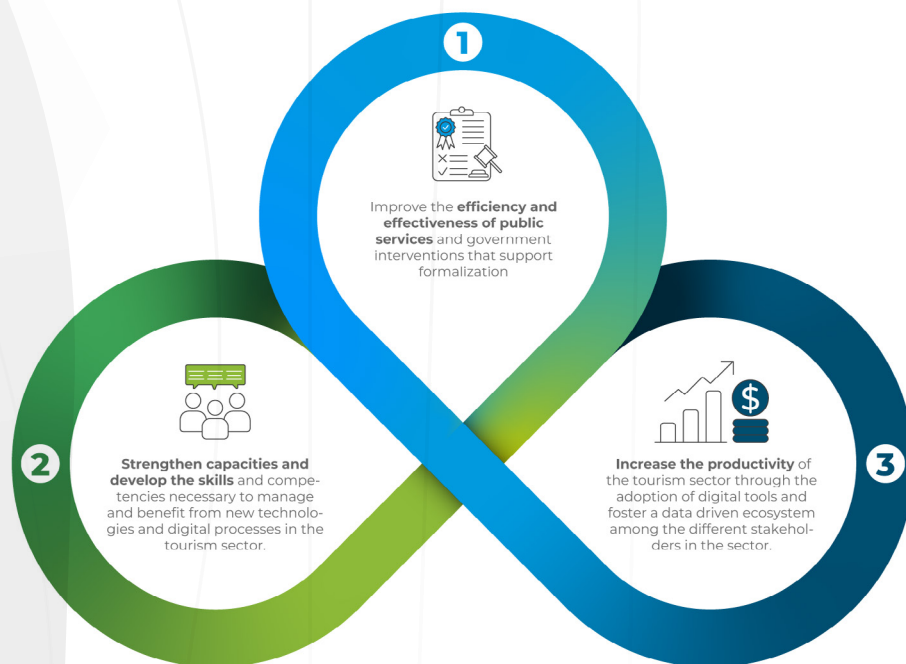 1
Improve the efficiency and
effectiveness of public
services and government
interventions that support
formalization
2
Strengthen capacities and
develop the skills and compe-
tencies necessary to manage
and benefit from new technolo-
gies and digital processes in the
tourism sector.
$
Increase the productivity of
the tourism sector through the
adoption of digital tools and
foster a data driven ecosystem
among the different stakehol-
ders in the sector.
3